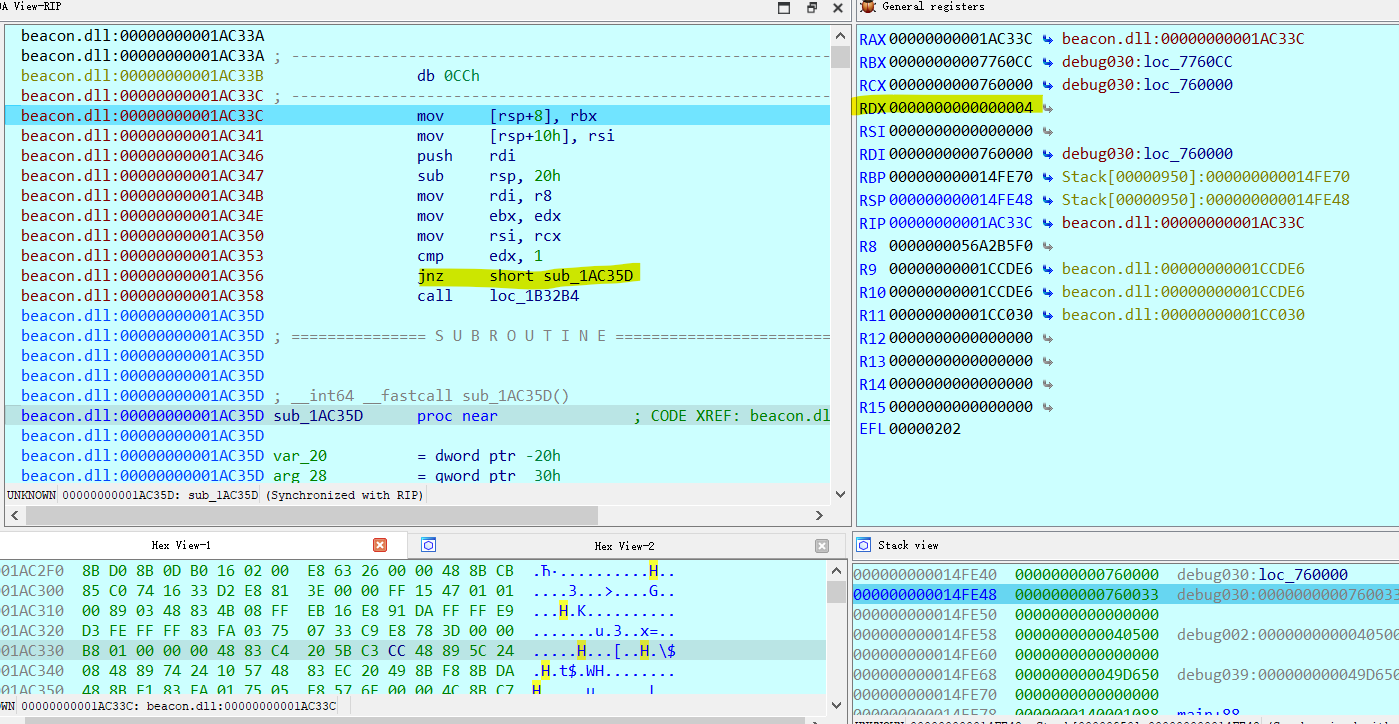 DA View-RIP
beacon.dll:00000000001AC33A
beacon.dll:00000000001AC33A ; ----------------------------------------------------------
beacon.dll:00000000001AC33B db 0CCh
beacon.dll:00000000001AC33C ; ----------------------------------------------------------
beacon.dll:00000000001AC33C mov [rsp+8], rbx
beacon.dll:00000000001AC341 mov [rsp+10h], rsi
beacon.dll:00000000001AC346 push rdi
beacon.dll:00000000001AC347 sub rsp, 20h
beacon.dll:00000000001AC34B mov rdi, r8
beacon.dll:00000000001AC34E mov ebx, edx
beacon.dll:00000000001AC350 mov rsi, rcx
beacon.dll:00000000001AC353 cmp edx, 1
beacon.dll:00000000001AC356 jnz short sub_1AC35D
beacon.dll:00000000001AC358 call loc_1B32B4
beacon.dll:00000000001AC35D
beacon.dll:00000000001AC35D ; =============== S U B R O U T I N E =======================
beacon.dll:00000000001AC35D
beacon.dll:00000000001AC35D
beacon.dll:00000000001AC35D ; __int64 __fastcall sub_1AC35D()
beacon.dll:00000000001AC35D sub_1AC35D proc near ; CODE XREF: beacon.dl
beacon.dll:00000000001AC35D
beacon.dll:00000000001AC35D var_20 = dword ptr -20h
beacon.dll:00000000001AC35D arg_28 = qword ptr 30h
UNKNOWN 00000000001AC35D: sub_1AC35D (Synchronized with RIP)
General registers
RAX 00000000001AC33C beacon.dll:00000000001AC33C
RBX 00000000007760CC debug030:loc_7760CC
RCX 0000000000760000 debug030:loc_760000
RDX 0000000000000004
RSI 0000000000000000
RDI 0000000000760000 debug030:loc_760000
RBP 000000000014FE70 Stack[00000950]:000000000014FE70
RSP 000000000014FE48 Stack[00000950]:000000000014FE48
RIP 00000000001AC33C beacon.dll:00000000001AC33C
R8 0000000056A2B5F0
R9 00000000001CCDE6 beacon.dll:00000000001CCDE6
R10 00000000001CCDE6 beacon.dll:00000000001CCDE6
R11 00000000001CC030 beacon.dll:00000000001CC030
R12 0000000000000000
R13 0000000000000000
R14 0000000000000000
R15 0000000000000000
EFL 00000202
Hex View-1
Hex View-2
001AC2F0 8B D0 8B 0D B0 16 02 00 E8 63 26 00 00 48 8B CB .Ћ·..........H..
001AC300 85 C0 74 16 33 D2 E8 81 3E 00 00 FF 15 47 01 01 ....3...>....G..
001AC310 00 89 03 48 83 4B 08 FF EB 16 E8 91 DA FF FF E9 ...H.K..........
001AC320 D3 FE FF FF 83 FA 03 75 07 33 C9 E8 78 3D 00 00 .......u.3..x=..
001AC330 B8 01 00 00 00 48 83 C4 20 5B C3 CC 48 89 5C 24 .....H...[..H.\$
001AC340 08 48 89 74 24 10 57 48 83 EC 20 49 8B F8 8B DA .H.t$.WH........
001AC350 48 8B F1 83 FA 01 75 05 E8 57 6F 00 00 4C 8B C7 H
WN 00000000001AC33C: beacon.dll:00000000001AC33C
Stack view
000000000014FE40 0000000000760000 debug030:loc_760000
000000000014FE48 0000000000760033 debug030:0000000000760033
000000000014FE50 0000000000000000
000000000014FE58 0000000000040500 debug002:0000000000040500
000000000014FE60 0000000000000000
000000000014FE68 000000000049D650 debug039:000000000049D650
000000000014FE70 0000000000000000
0000000140001088 main+88